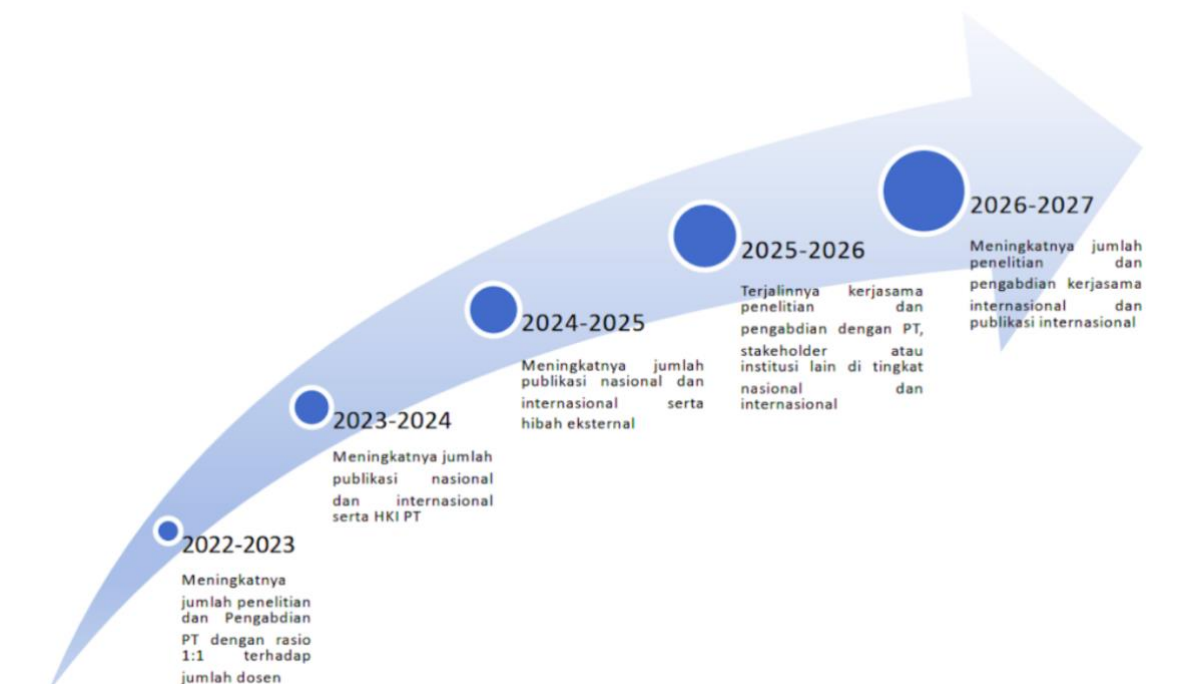 2022-2023
Meningkatnya
jumlah penelitian
dan Pengabdian
PT dengan rasio
1:1 terhadap
jumlah dosen
2023-2024
Meningkatnya jumlah
publikasi nasional
dan internasional
serta HKI PT
2024-2025
Meningkatnya jumlah
publikasi nasional dan
internasional serta
hibah eksternal
2025-2026
Terjalinnya kerjasama
penelitian dan
pengabdian dengan PT,
stakeholder atau
institusi lain di tingkat
nasional dan
internasional
2026-2027
Meningkatnya jumlah
penelitian dan
pengabdian kerjasama
internasional dan
publikasi internasional